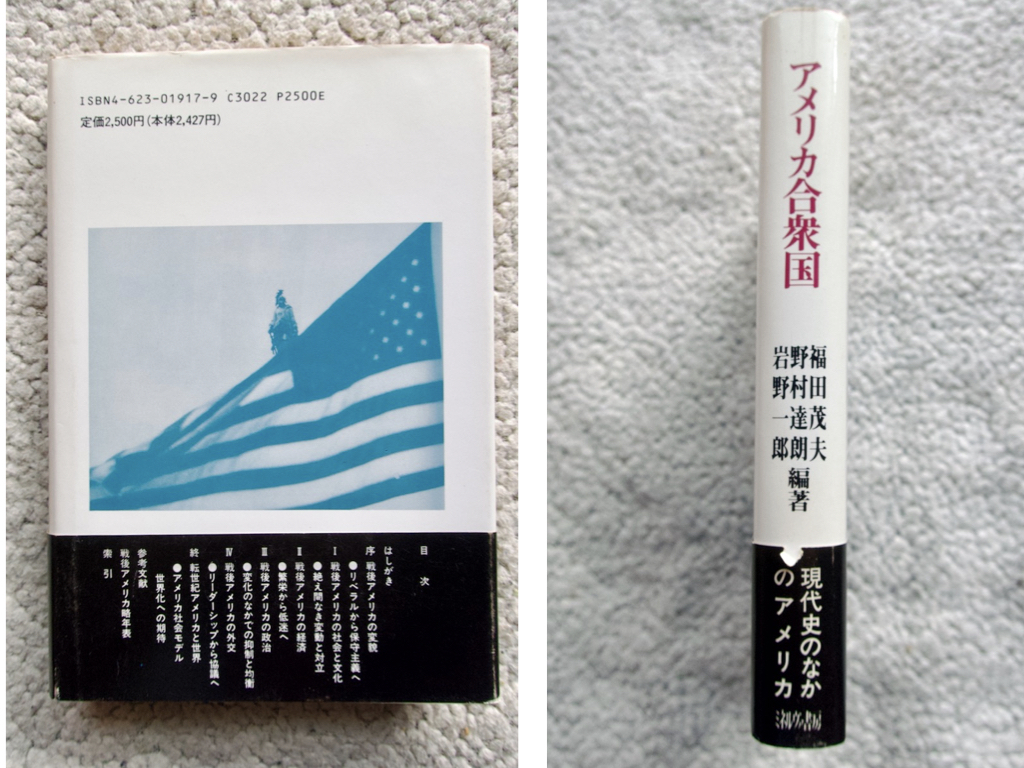 ISBN4-623-01917-9 C3022 P2500E
定価2,500円(本体2,427円)
目次
はしがき
序 戦後アメリカの変貌
●リベラルから保守主義へ
Ⅰ 戦後アメリカの社会と文化
●絶え間なき変動と対立
Ⅱ 戦後アメリカの経済
●繁栄から低迷へ
Ⅲ 戦後アメリカの政治
●変化のなかでの抑制と均衡
Ⅳ 戦後アメリカの外交
●リーダーシップから協議へ
終 転世紀アメリカと世界
●アメリカ社会モデル
世界化への期待
参考文献
戦後アメリカ略年表
索引
アメリカ合衆国
福田茂夫
野村達朗
岩野一郎
編著
現代史のなか
のアメリカ
ミネルヴァ書房